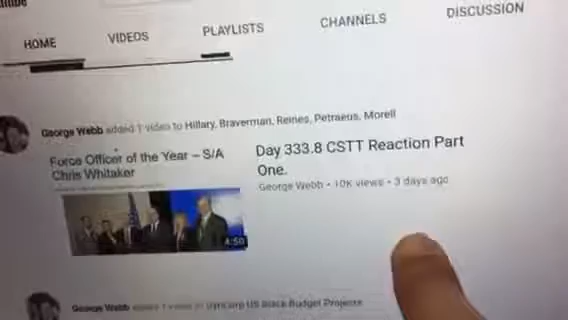 HOME VIDEOS PLAYLISTS CHANNELS DISCUSSION
George Webb added 1 video to Hillary, Braverman, Reines, Petraeus, Morell
Force Officer of the Year – S/A
Chris Whitaker
4:50
Day 333.8 CSTT Reaction Part
One.
George Webb • 10K views • 3 days ago
George Webb added 1 video to Dyncorp US Black Budget Projects